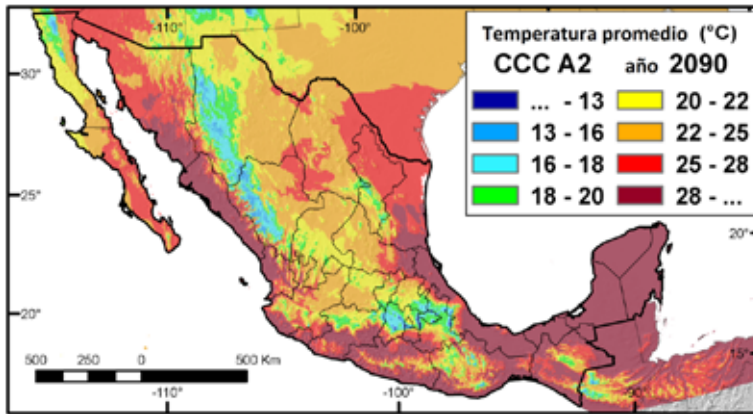 -110°
-100°
Temperatura promedio (°C)
CCC A2 año 2090
... - 13
20 - 22
13 - 16
22 - 25
16 - 18
25 - 28
18 - 20
28 - ...
30°
25°
20°
20°
15°
500 250 0 500 Km
-110°
-100°
-90°